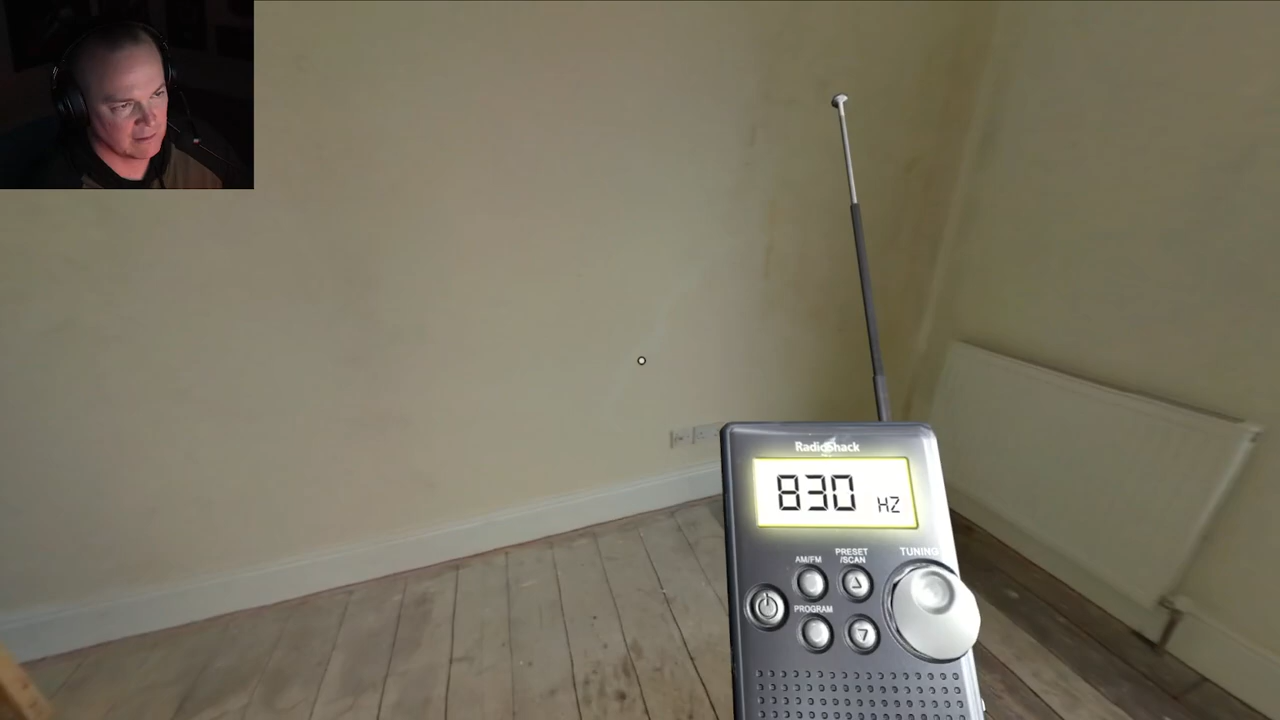 RadioShack
830 HZ
AM/FM
PRESET
/SCAN
TUNING
PROGRAM